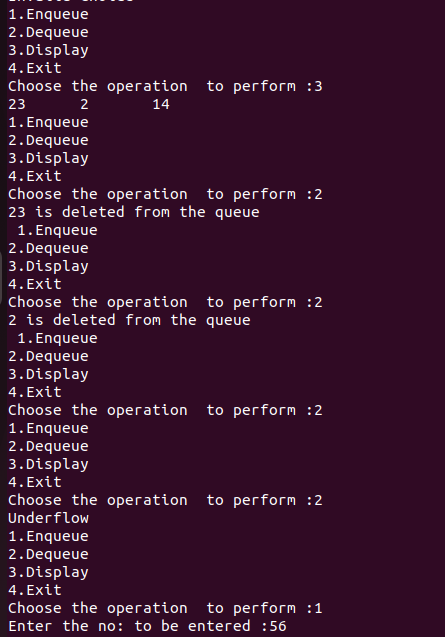 1.Enqueue
2.Dequeue
3.Display
4.Exit
Choose the operation  to perform :3
23      2       14
1.Enqueue
2.Dequeue
3.Display
4.Exit
Choose the operation  to perform :2
23 is deleted from the queue
 1.Enqueue
2.Dequeue
3.Display
4.Exit
Choose the operation  to perform :2
2 is deleted from the queue
 1.Enqueue
2.Dequeue
3.Display
4.Exit
Choose the operation  to perform :2
1.Enqueue
2.Dequeue
3.Display
4.Exit
Choose the operation  to perform :2
Underflow
1.Enqueue
2.Dequeue
3.Display
4.Exit
Choose the operation  to perform :1
Enter the no: to be entered :56